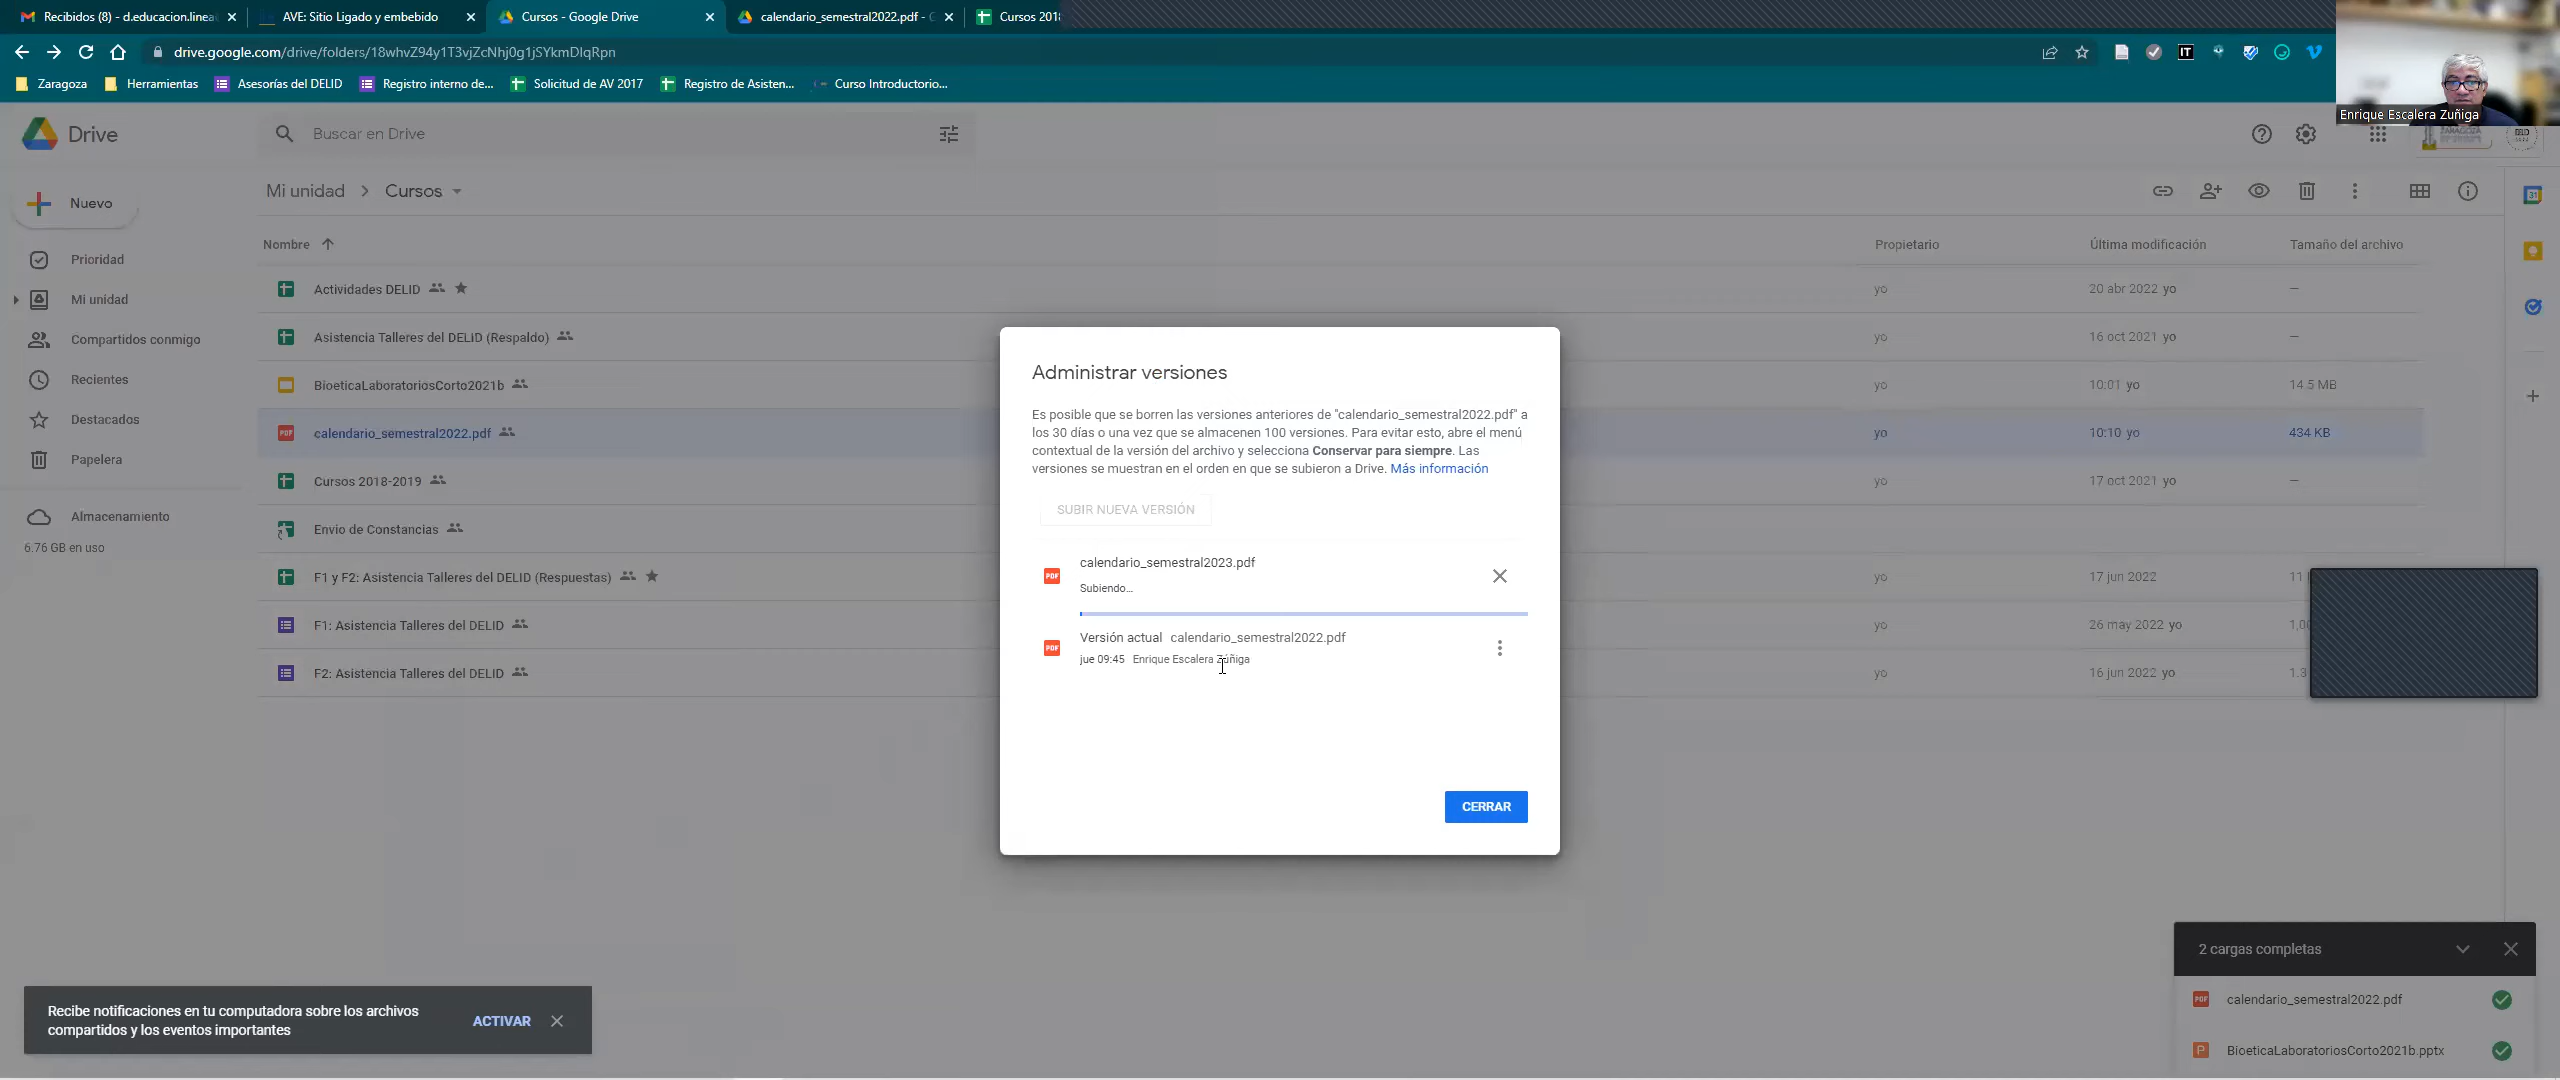 Recibidos (8) - d.educacion.linea
AVE: Sitio Ligado y embebido
Cursos - Google Drive
calendario_semestral2022.pdf - G
Cursos 2018
drive.google.com/drive/folders/18whvZ94y1T3vjZcNhj0g1jSYkmDIqRpn
Zaragoza
Herramientas
Asesorías del DELID
Registro interno de...
Solicitud de AV 2017
Registro de Asisten...
Curso Introductorio...
Enrique Escalera Zuñiga
Drive
Buscar en Drive
Nuevo
Mi unidad > Cursos
Nombre
Propietario
Última modificación
Tamaño del archivo
Prioridad
Mi unidad
Compartidos conmigo
Recientes
Destacados
Papelera
Almacenamiento
6.76 GB en uso
Actividades DELID yo 20 abr 2022 yo —
Asistencia Talleres del DELID (Respaldo) yo 16 oct 2021 yo —
BioeticaLaboratoriosCorto2021b yo 10:01 yo 14.5 MB
calendario_semestral2022.pdf yo 10:10 yo 434 KB
Cursos 2018-2019 yo 17 oct 2021 yo —
Envio de Constancias
F1 y F2: Asistencia Talleres del DELID (Respuestas) yo 17 jun 2022
F1: Asistencia Talleres del DELID yo 26 may 2022 yo
F2: Asistencia Talleres del DELID yo 16 jun 2022 yo
Administrar versiones
Es posible que se borren las versiones anteriores de "calendario_semestral2022.pdf" a
los 30 días o una vez que se almacenen 100 versiones. Para evitar esto, abre el menú
contextual de la versión del archivo y selecciona Conservar para siempre. Las
versiones se muestran en el orden en que se subieron a Drive. Más información
SUBIR NUEVA VERSIÓN
calendario_semestral2023.pdf
Subiendo...
Versión actual calendario_semestral2022.pdf
jue 09:45 Enrique Escalera Zúñiga
CERRAR
Recibe notificaciones en tu computadora sobre los archivos
compartidos y los eventos importantes
ACTIVAR
2 cargas completas
calendario_semestral2022.pdf
BioeticaLaboratoriosCorto2021b.pptx